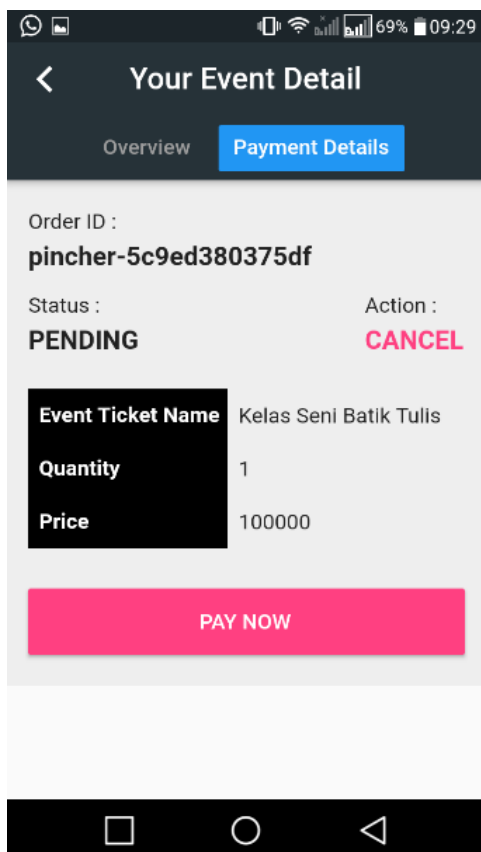 69% 09:29
Your Event Detail
Overview Payment Details
Order ID :
pincher-5c9ed380375df
Status : Action :
PENDING CANCEL
Event Ticket Name Kelas Seni Batik Tulis
Quantity 1
Price 100000
PAY NOW